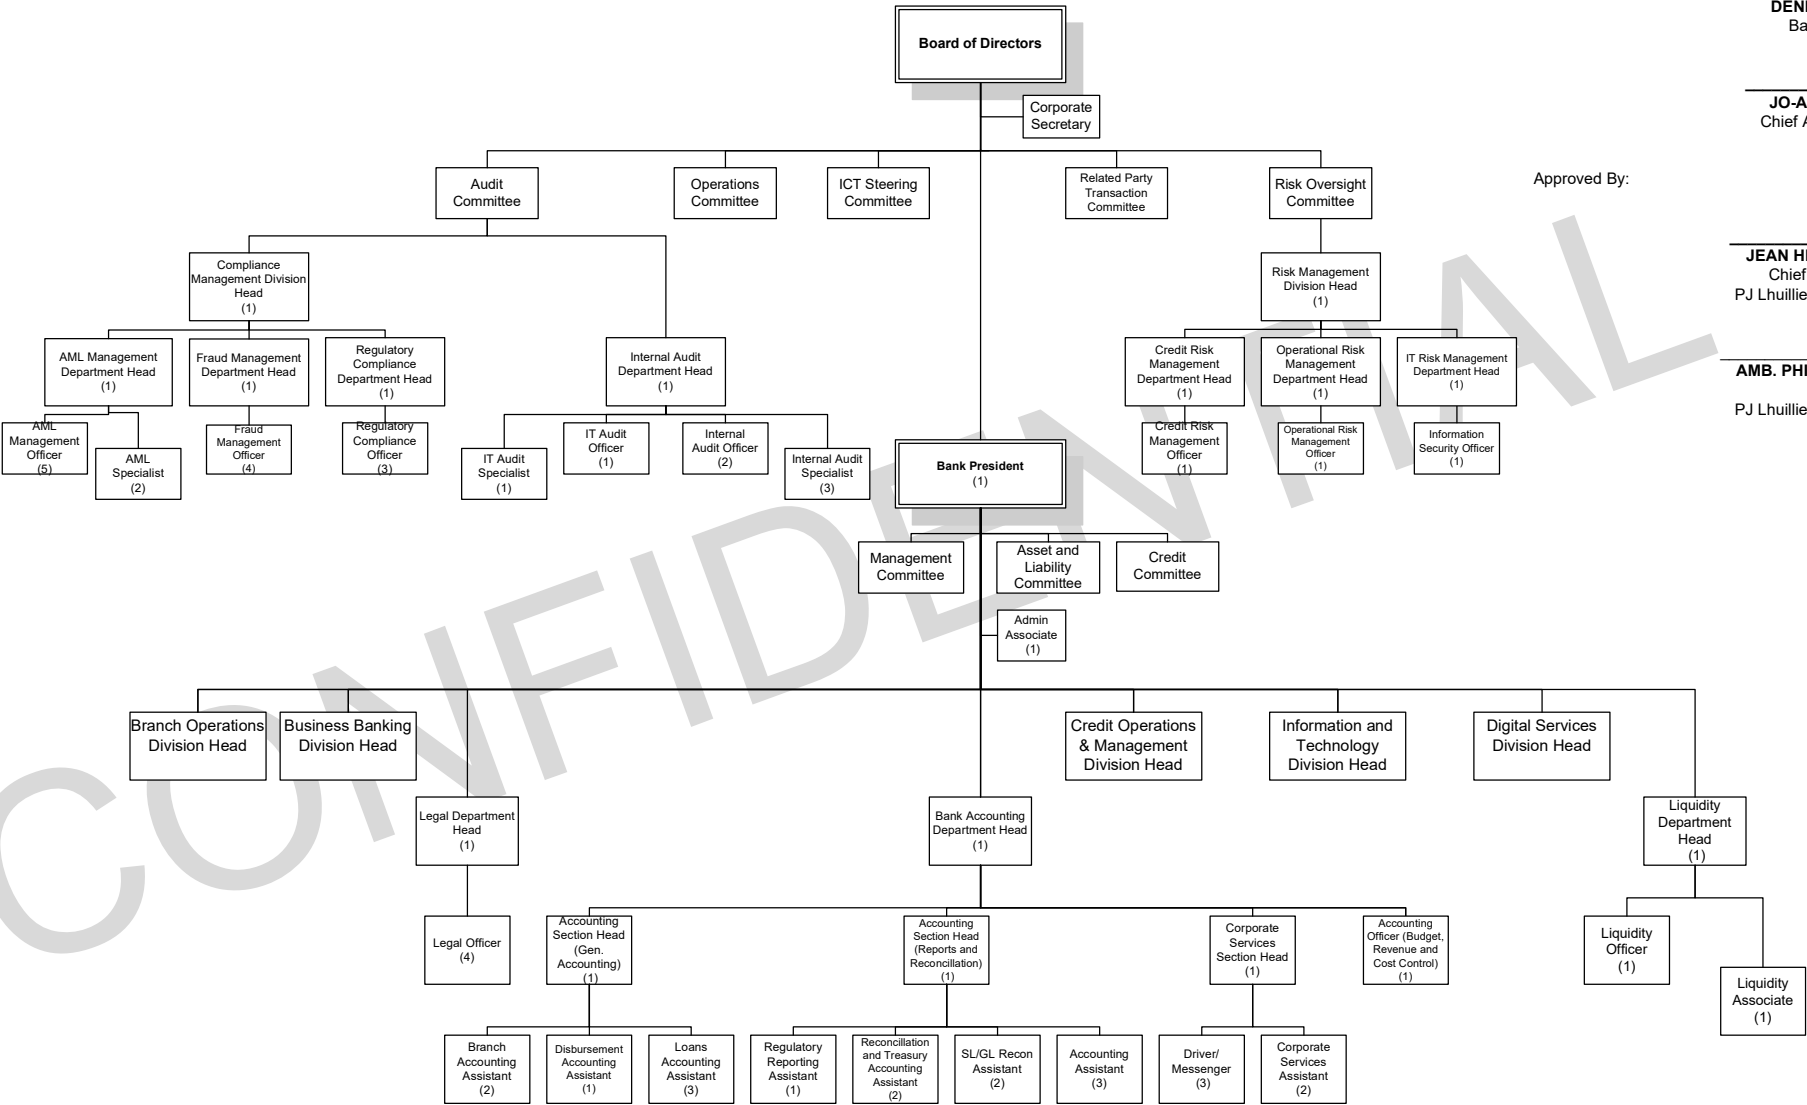 Board of Directors
Corporate
Secretary
Audit
Committee
Operations
Committee
ICT Steering
Committee
Related Party
Transaction
Committee
Risk Oversight
Committee
Compliance
Management Division
Head
(1)
Risk Management
Division Head
(1)
AML Management
Department Head
(1)
Fraud Management
Department Head
(1)
Regulatory
Compliance
Department Head
(1)
Internal Audit
Department Head
(1)
Credit Risk
Management
Department Head
(1)
Operational Risk
Management
Department Head
(1)
IT Risk Management
Department Head
(1)
AML
Management
Officer
(5)
AML
Specialist
(2)
Fraud
Management
Officer
(4)
Regulatory
Compliance
Officer
(3)
IT Audit
Specialist
(1)
IT Audit
Officer
(1)
Internal
Audit Officer
(2)
Internal Audit
Specialist
(3)
Bank President
(1)
Credit Risk
Management
Officer
(1)
Operational Risk
Management
Officer
(1)
Information
Security Officer
(1)
Management
Committee
Asset and
Liability
Committee
Credit
Committee
Admin
Associate
(1)
Branch Operations
Division Head
Business Banking
Division Head
Credit Operations
& Management
Division Head
Information and
Technology
Division Head
Digital Services
Division Head
Legal Department
Head
(1)
Bank Accounting
Department Head
(1)
Liquidity
Department
Head
(1)
Legal Officer
(4)
Accounting
Section Head
(Gen.
Accounting)
(1)
Accounting
Section Head
(Reports and
Reconcillation)
(1)
Corporate
Services
Section Head
(1)
Accounting
Officer (Budget,
Revenue and
Cost Control)
(1)
Liquidity
Officer
(1)
Liquidity
Associate
(1)
Branch
Accounting
Assistant
(2)
Disbursement
Accounting
Assistant
(1)
Loans
Accounting
Assistant
(3)
Regulatory
Reporting
Assistant
(1)
Reconcillation
and Treasury
Accounting
Assistant
(2)
SL/GL Recon
Assistant
(2)
Accounting
Assistant
(3)
Driver/
Messenger
(3)
Corporate
Services
Assistant
(2)
JO-A
Chief A
Approved By:
JEAN H
Chief
PJ Lhuillie
AMB. PH
PJ Lhuillie
CONFIDENTIAL